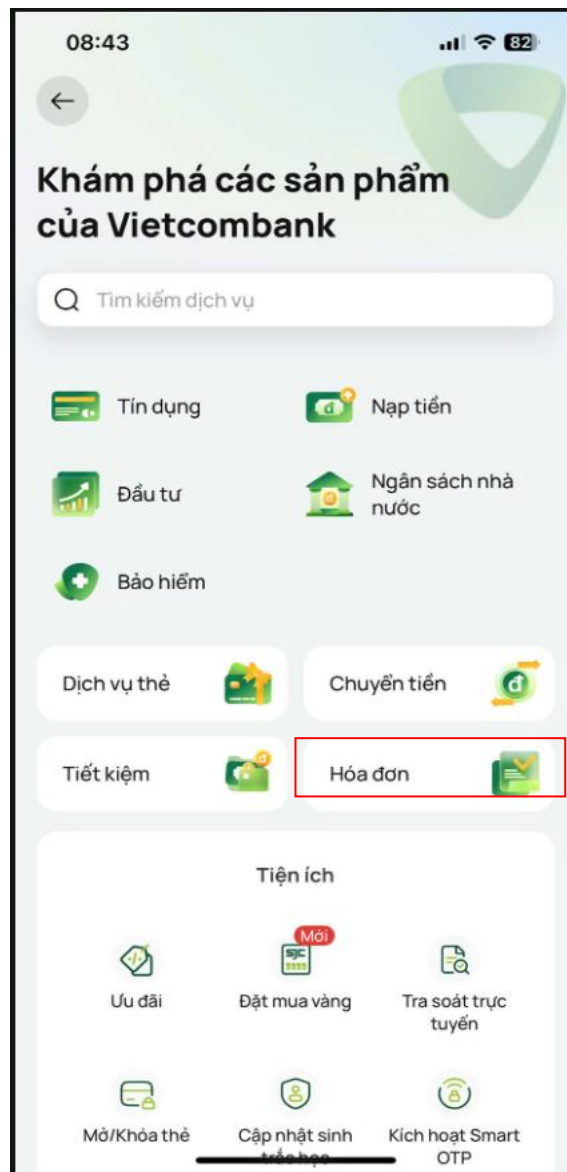 08:43
82
Khám phá các sản phẩm
của Vietcombank
Tìm kiếm dịch vụ
Tín dụng
Nạp tiền
Đầu tư
Ngân sách nhà
nước
Bảo hiểm
Dịch vụ thẻ
Chuyển tiền
Tiết kiệm
Hóa đơn
Tiện ích
Mới
SJC
Ưu đãi
Đặt mua vàng
Tra soát trực
tuyến
Mở/Khóa thẻ
Cập nhật sinh
trắc học
Kích hoạt Smart
OTP